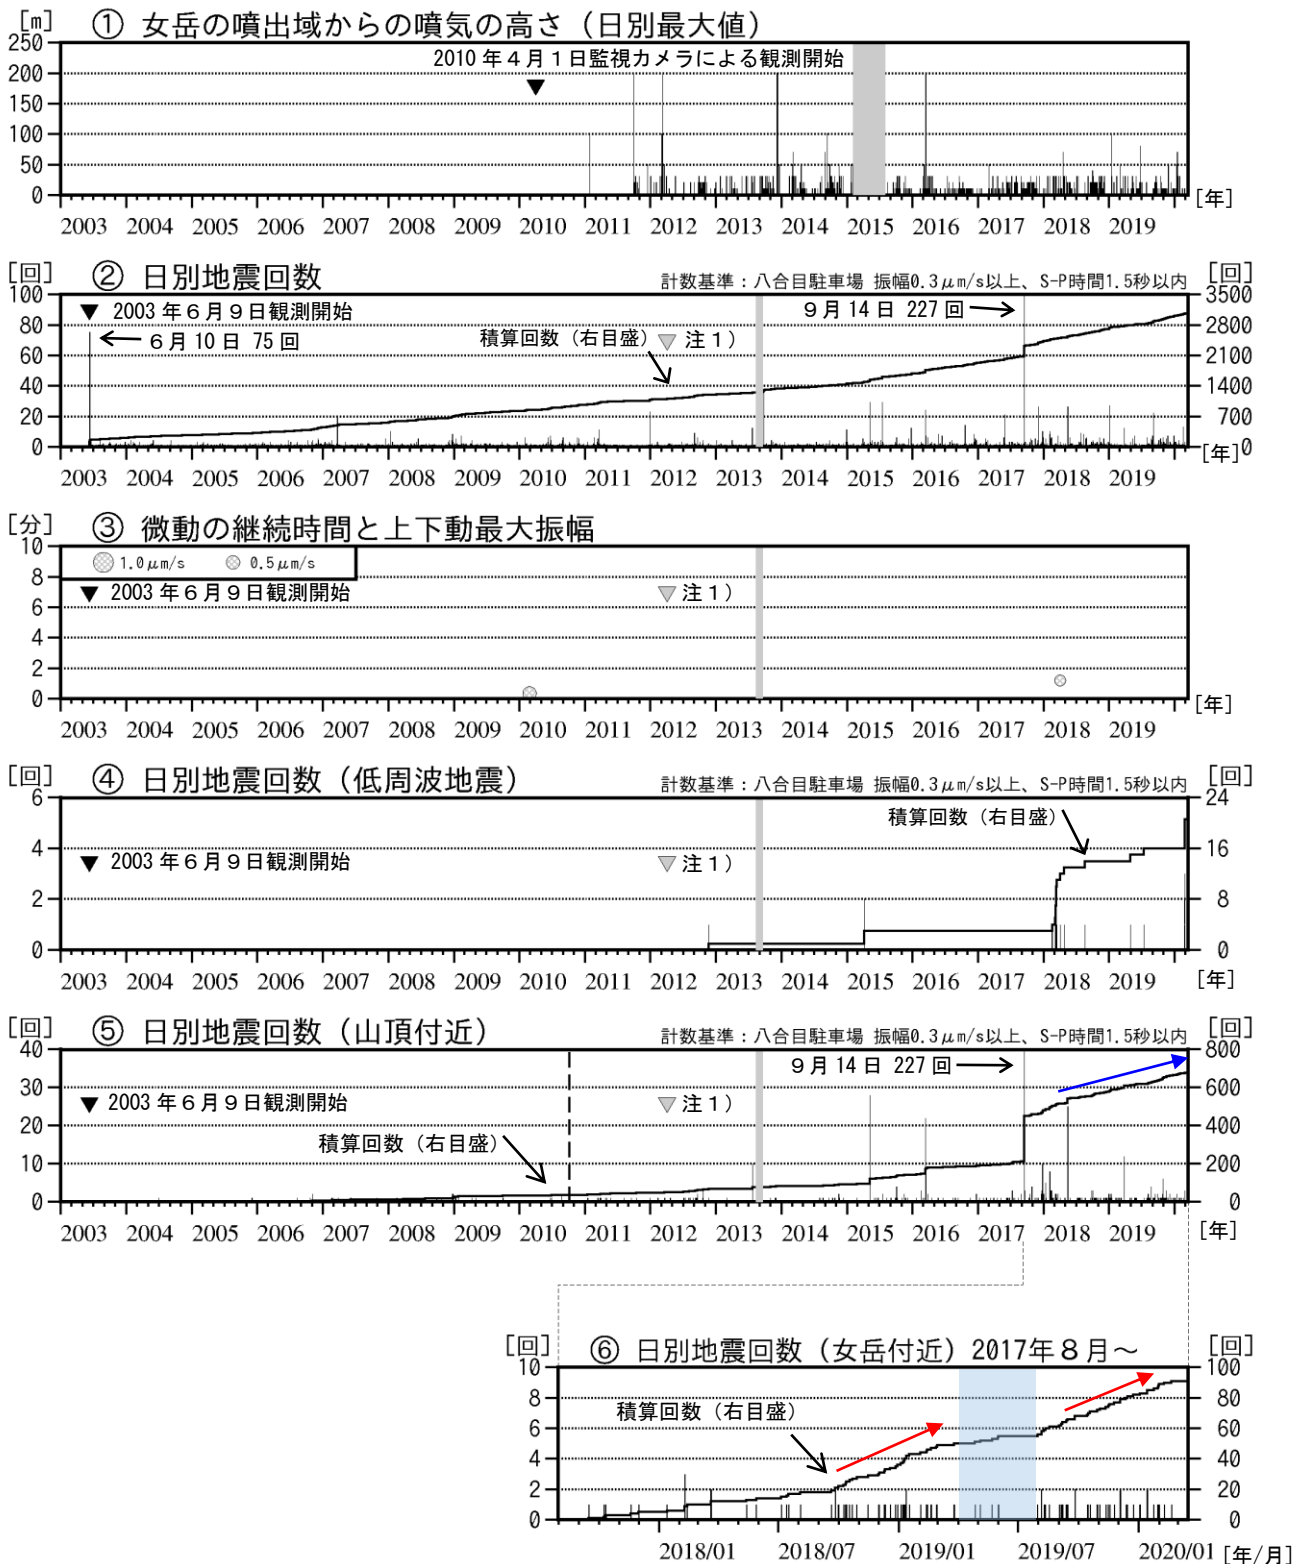 [m] ① 女岳の噴出域からの噴気の高さ（日別最大値）
250
200
150
100
50
0
2010年4月1日監視カメラによる観測開始
2003 2004 2005 2006 2007 2008 2009 2010 2011 2012 2013 2014 2015 2016 2017 2018 2019 [年]
[回] ② 日別地震回数 計数基準：八合目駐車場 振幅0.3μm/s以上、S-P時間1.5秒以内 [回]
100
80
60
40
20
0
3500
2800
2100
1400
700
0
2003年６月９日観測開始
９月14日 227回
６月10日 75回
積算回数（右目盛） 注１）
2003 2004 2005 2006 2007 2008 2009 2010 2011 2012 2013 2014 2015 2016 2017 2018 2019 [年]
[分] ③ 微動の継続時間と上下動最大振幅
10
8
6
4
2
0
1.0μm/s 0.5μm/s
2003年６月９日観測開始 注１）
2003 2004 2005 2006 2007 2008 2009 2010 2011 2012 2013 2014 2015 2016 2017 2018 2019 [年]
[回] ④ 日別地震回数（低周波地震） 計数基準：八合目駐車場 振幅0.3μm/s以上、S-P時間1.5秒以内 [回]
6
4
2
0
24
16
8
0
積算回数（右目盛）
2003年６月９日観測開始 注１）
2003 2004 2005 2006 2007 2008 2009 2010 2011 2012 2013 2014 2015 2016 2017 2018 2019 [年]
[回] ⑤ 日別地震回数（山頂付近） 計数基準：八合目駐車場 振幅0.3μm/s以上、S-P時間1.5秒以内 [回]
40
30
20
10
0
800
600
400
200
0
９月14日 227回
2003年６月９日観測開始 注１）
積算回数（右目盛）
2003 2004 2005 2006 2007 2008 2009 2010 2011 2012 2013 2014 2015 2016 2017 2018 2019 [年]
[回] ⑥ 日別地震回数（女岳付近）2017年８月～ [回]
10
8
6
4
2
0
100
80
60
40
20
0
積算回数（右目盛）
2018/01 2018/07 2019/01 2019/07 2020/01 [年/月]